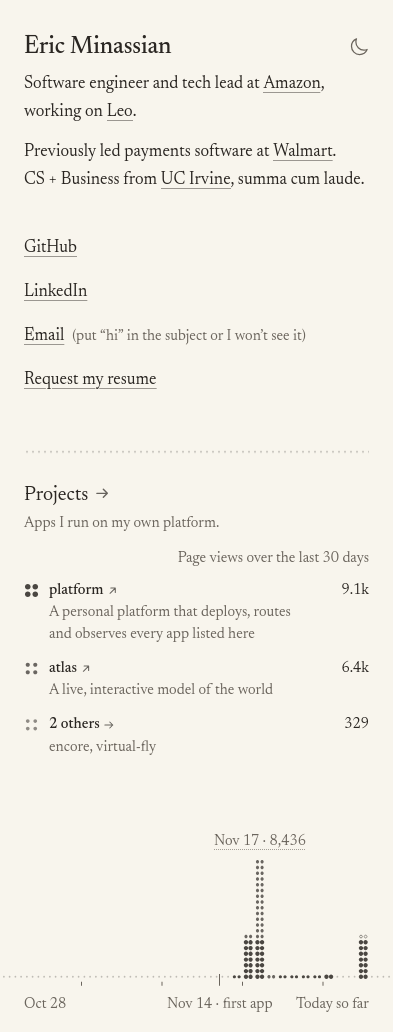 Eric Minassian
Software engineer and tech lead at Amazon,
working on Leo.
Previously led payments software at Walmart.
CS + Business from UC Irvine, summa cum laude.
GitHub
LinkedIn
Email (put “hi” in the subject or I won’t see it)
Request my resume
Projects →
Apps I run on my own platform.
Page views over the last 30 days
platform ↗ 9.1k
A personal platform that deploys, routes
and observes every app listed here
atlas ↗ 6.4k
A live, interactive model of the world
2 others → 329
encore, virtual-fly
Nov 17 · 8,436
Oct 28 Nov 14 · first app Today so far